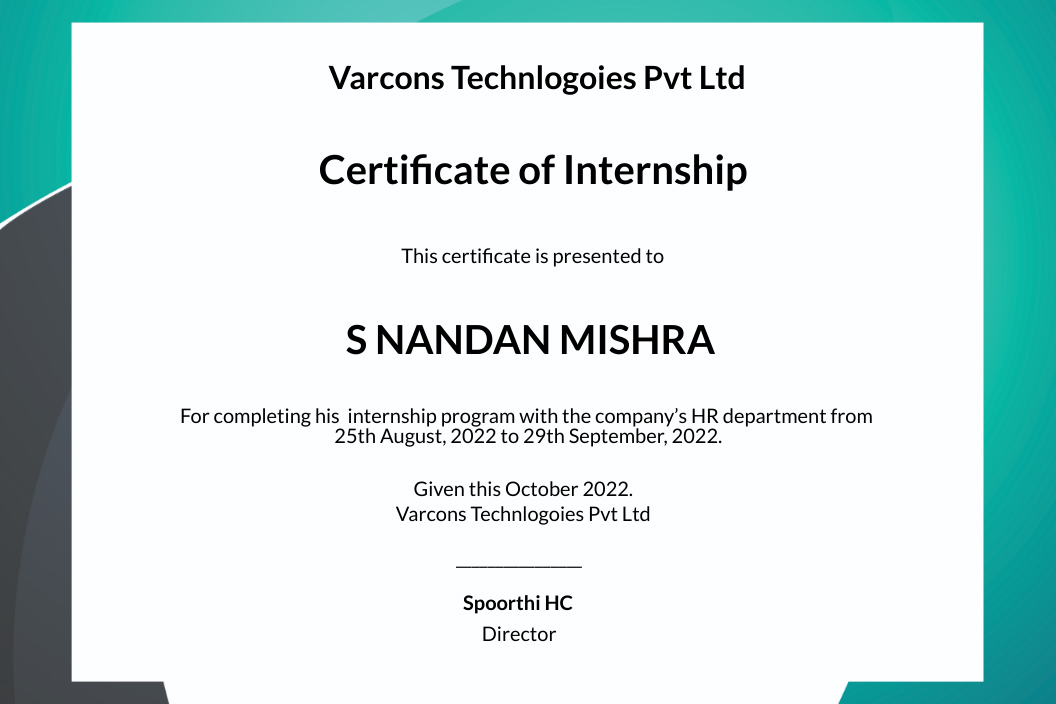 Varcons Technlogoies Pvt Ltd
Certificate of Internship
This certificate is presented to
S NANDAN MISHRA
For completing his  internship program with the company’s HR department from
25th August, 2022 to 29th September, 2022.
Given this October 2022.
Varcons Technlogoies Pvt Ltd
________________
Spoorthi HC
Director